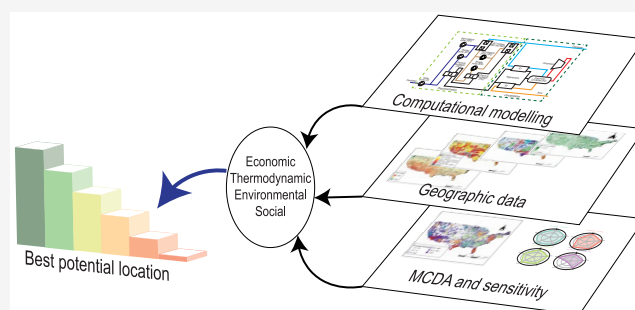 Computational modelling
Geographic data
MCDA and sensitivity
Economic
Thermodynamic
Environmental
Social
Best potential location